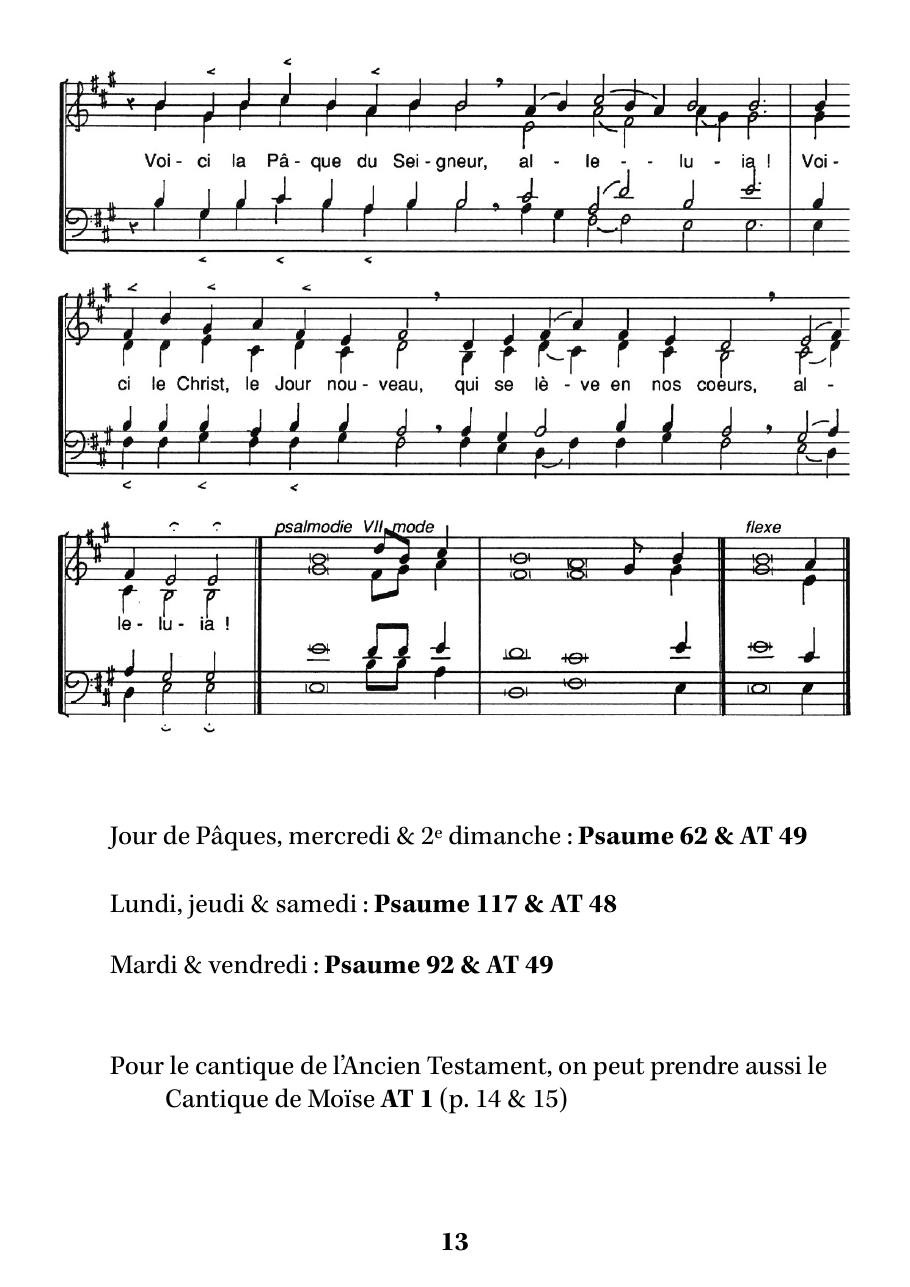 Voi - ci la Pâ - que du Sei - gneur, al - le - - lu - ia ! Voi -
ci le Christ, le Jour nou - veau, qui se lè - ve en nos coeurs, al -
psalmodie VII mode flexe
le - lu - ia !
Jour de Pâques, mercredi & 2e dimanche : Psaume 62 & AT 49
Lundi, jeudi & samedi : Psaume 117 & AT 48
Mardi & vendredi : Psaume 92 & AT 49
Pour le cantique de l’Ancien Testament, on peut prendre aussi le
Cantique de Moïse AT 1 (p. 14 & 15)
13